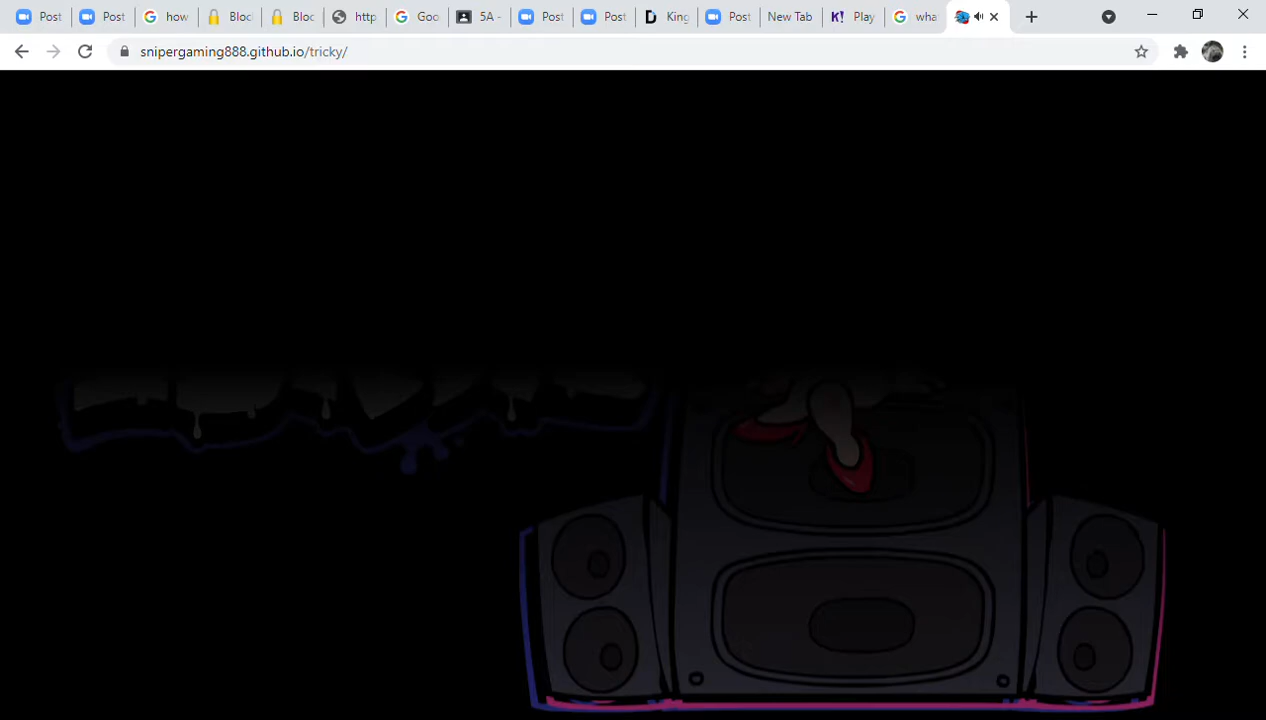 Post
Post
how
Bloc
Bloc
http
Goo
5A -
Post
Post
King
Post
New Tab
K! Play
wha
snipergaming888.github.io/tricky/